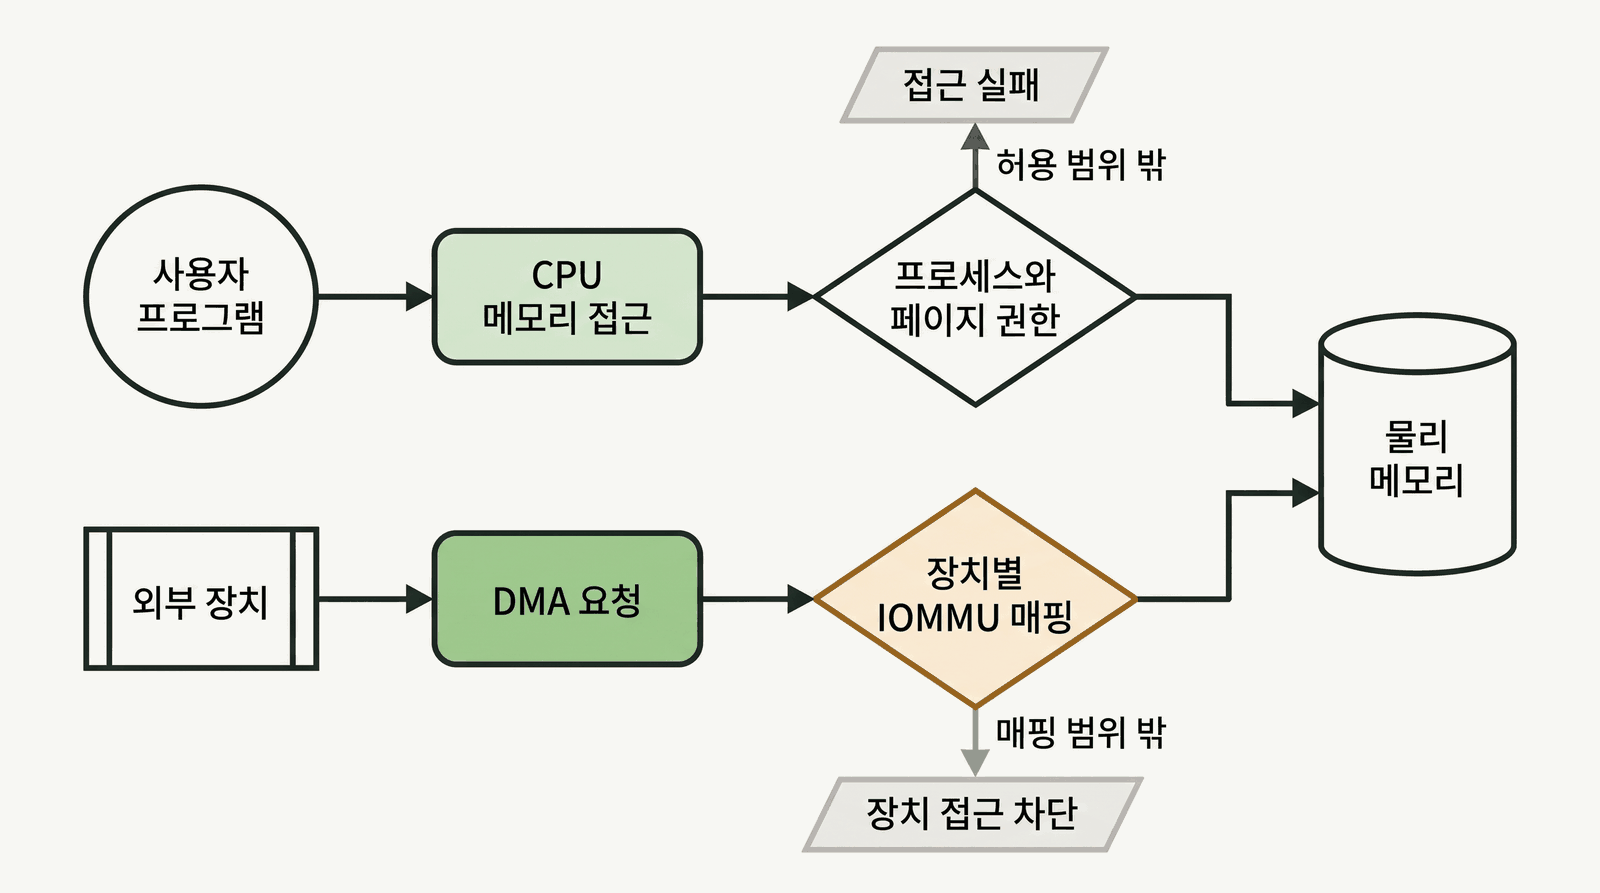 접근 실패
허용 범위 밖
사용자
프로그램
CPU
메모리 접근
프로세스와
페이지 권한
물리
메모리
외부 장치
DMA 요청
장치별
IOMMU 매핑
매핑 범위 밖
장치 접근 차단